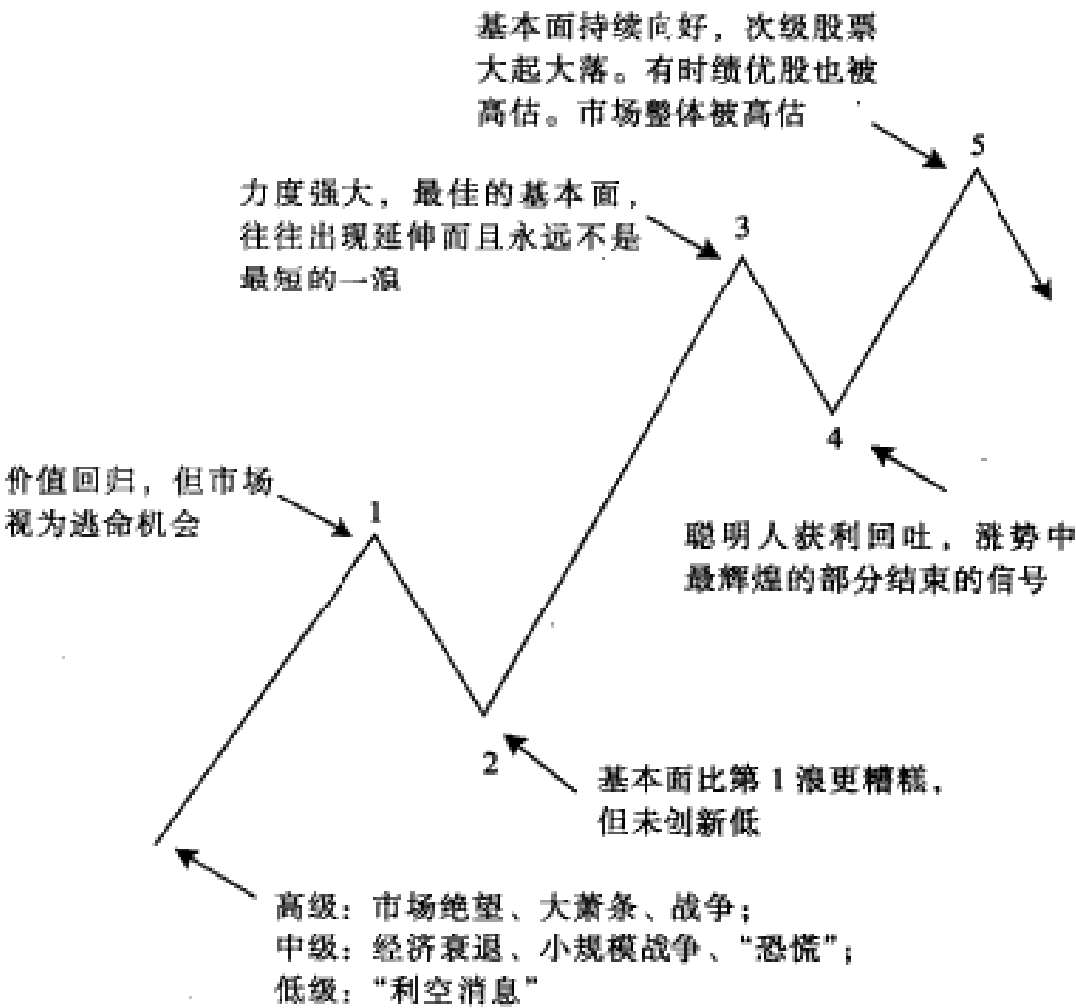 基本面持续向好，次级股票
大起大落。有时绩优股也被
高估。市场整体被高估
5
力度强大，最佳的基本面，
往往出现延伸而且永远不是
最短的一浪
3
4
价值回归，但市场
视为逃命机会
1
聪明人获利回吐，涨势中
最辉煌的部分结束的信号
2
基本面比第 1 浪更糟糕，
但未创新低
高级：市场绝望、大萧条、战争；
中级：经济衰退、小规模战争、“恐慌”；
低级：“利空消息”